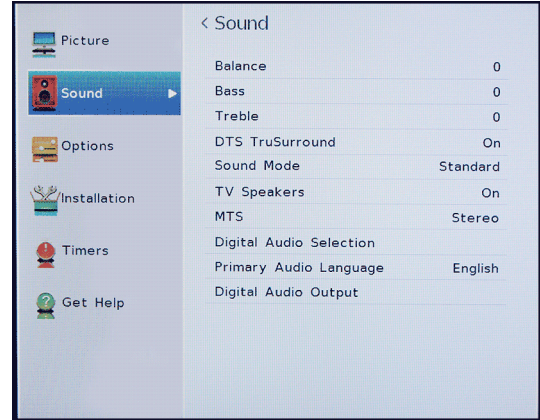 Picture
Sound
Options
Installation
Timers
Get Help
< Sound
Balance 0
Bass 0
Treble 0
DTS TruSurround On
Sound Mode Standard
TV Speakers On
MTS Stereo
Digital Audio Selection
Primary Audio Language English
Digital Audio Output